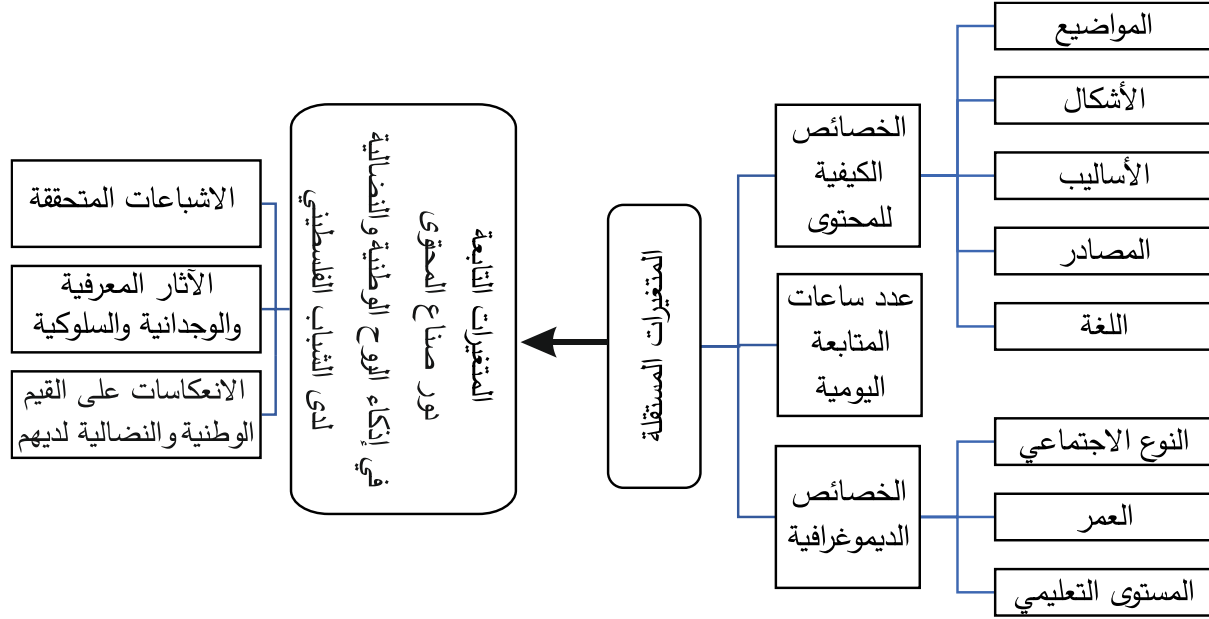 المواضيع
الأشكال
الأساليب
المصادر
اللغة
النوع الاجتماعي
العمر
المستوى التعليمي
الخصائص
الكيفية
للمحتوى
عدد ساعات
المتابعة
اليومية
الخصائص
الديموغرافية
المتغيرات المستقلة
المتغيرات التابعة
دور صناع المحتوى
في إذكاء الروح الوطنية والنضالية
لدى الشباب الفلسطيني
الاشباعات المتحققة
الآثار المعرفية
والوجدانية والسلوكية
الانعكاسات على القيم
الوطنية والنضالية لديهم